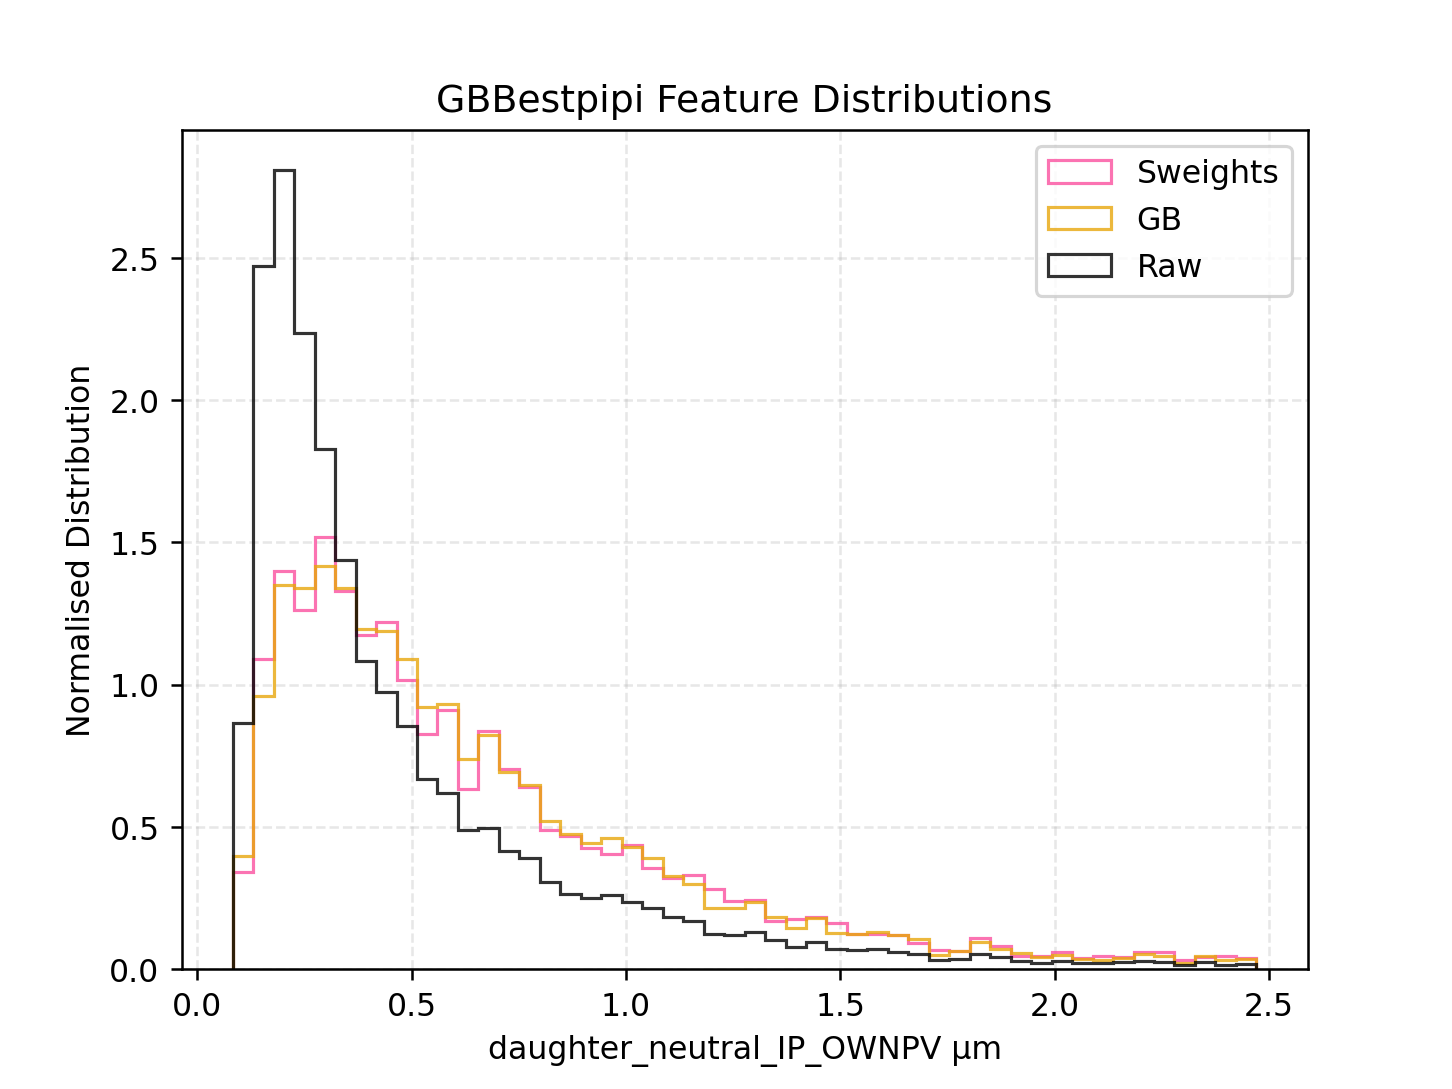 GBBestpipi Feature Distributions
Sweights
GB
Raw
Normalised Distribution
2.5
2.0
1.5
1.0
0.5
0.0
0.0 0.5 1.0 1.5 2.0 2.5
daughter_neutral_IP_OWNPV μm